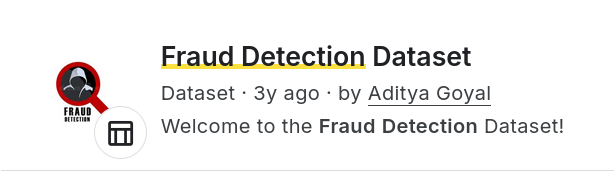 Fraud Detection Dataset
Dataset · 3y ago · by Aditya Goyal
Welcome to the Fraud Detection Dataset!
FRAUD
DETECTION